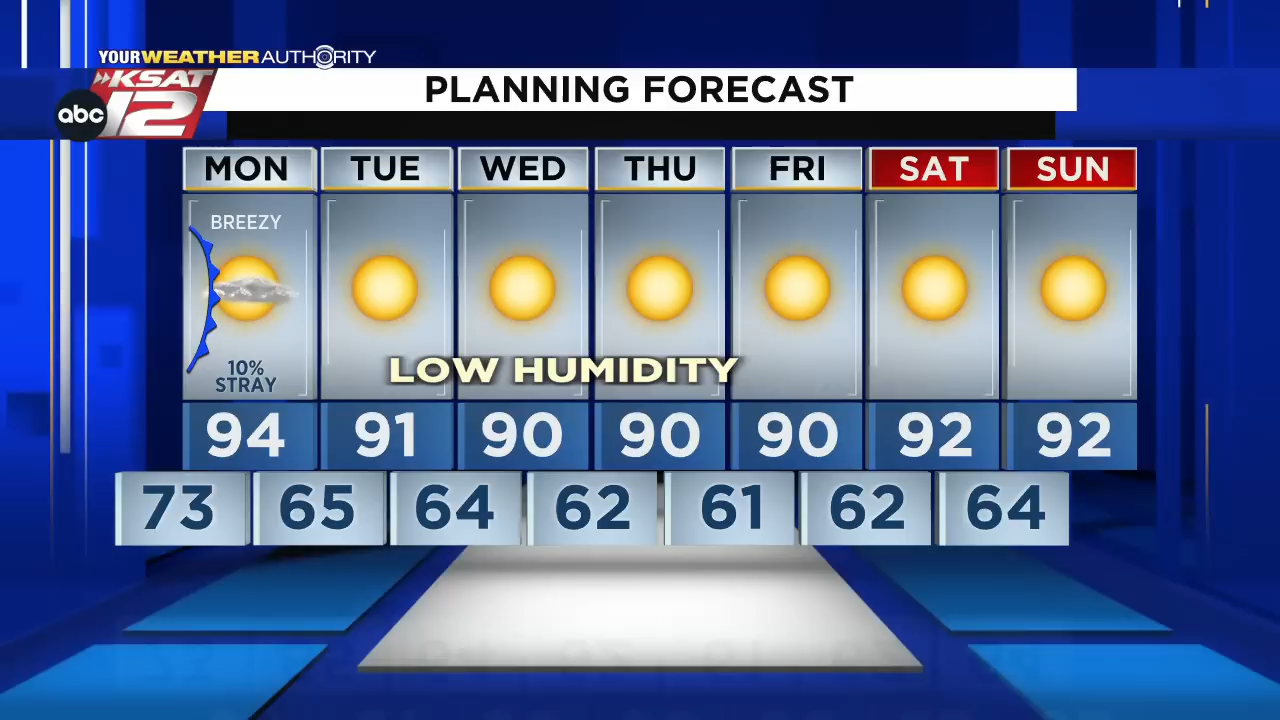 YOURWEATHERAUTHORITY
KSAT
abc 12
PLANNING FORECAST
MON TUE WED THU FRI SAT SUN
BREEZY
10%
STRAY
LOW HUMIDITY
94 91 90 90 90 92 92
73 65 64 62 61 62 64